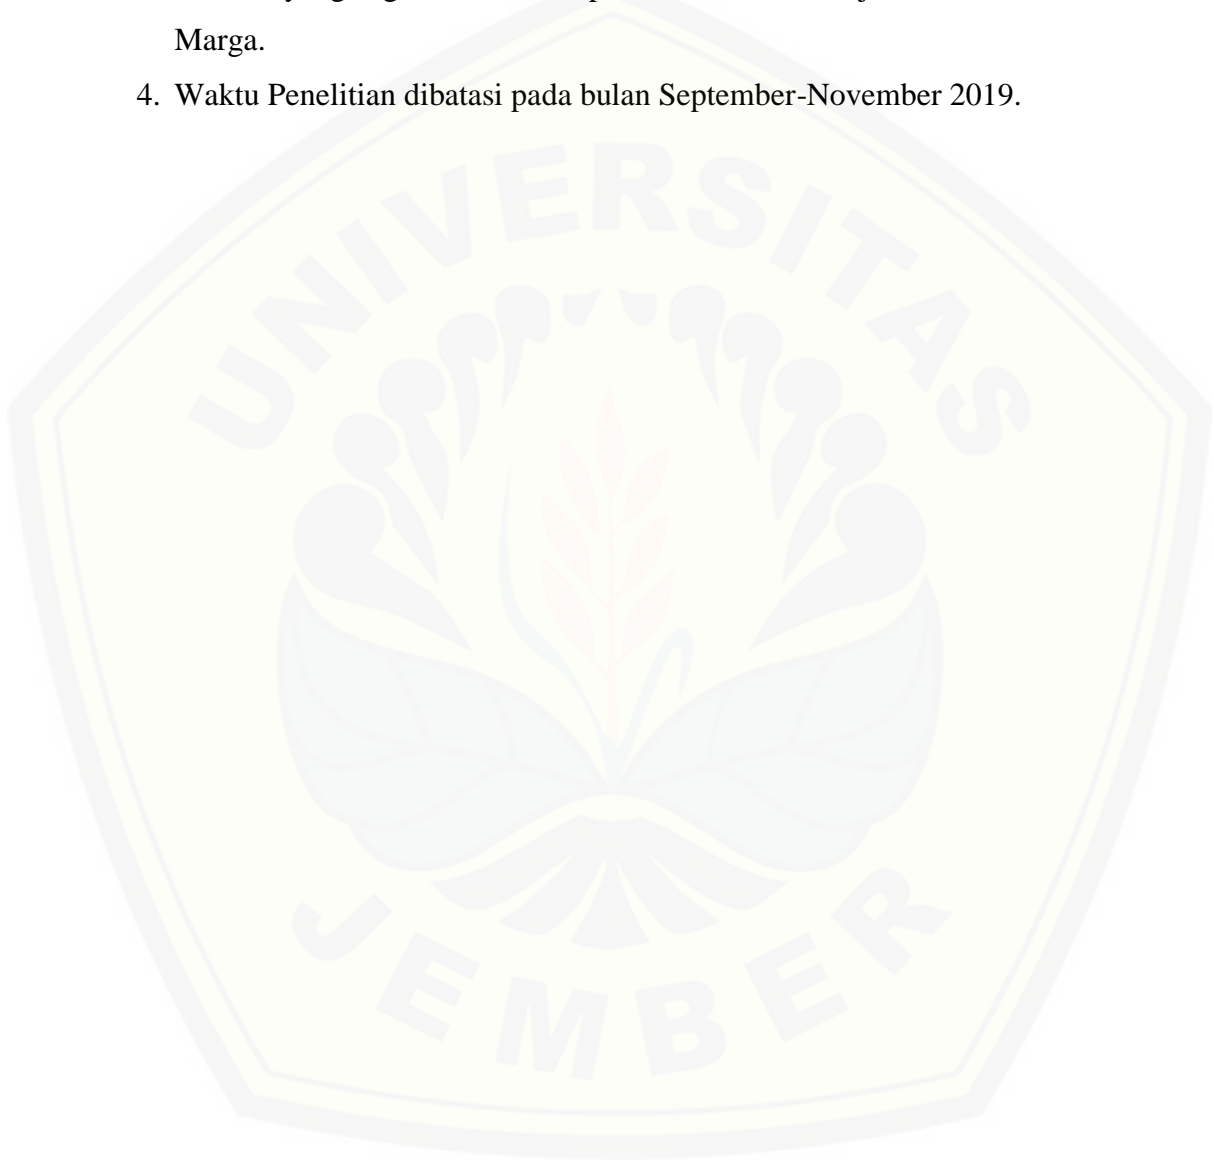 Marga.
4. Waktu Penelitian dibatasi pada bulan September-November 2019.
UNIVERSITAS
JEMBER